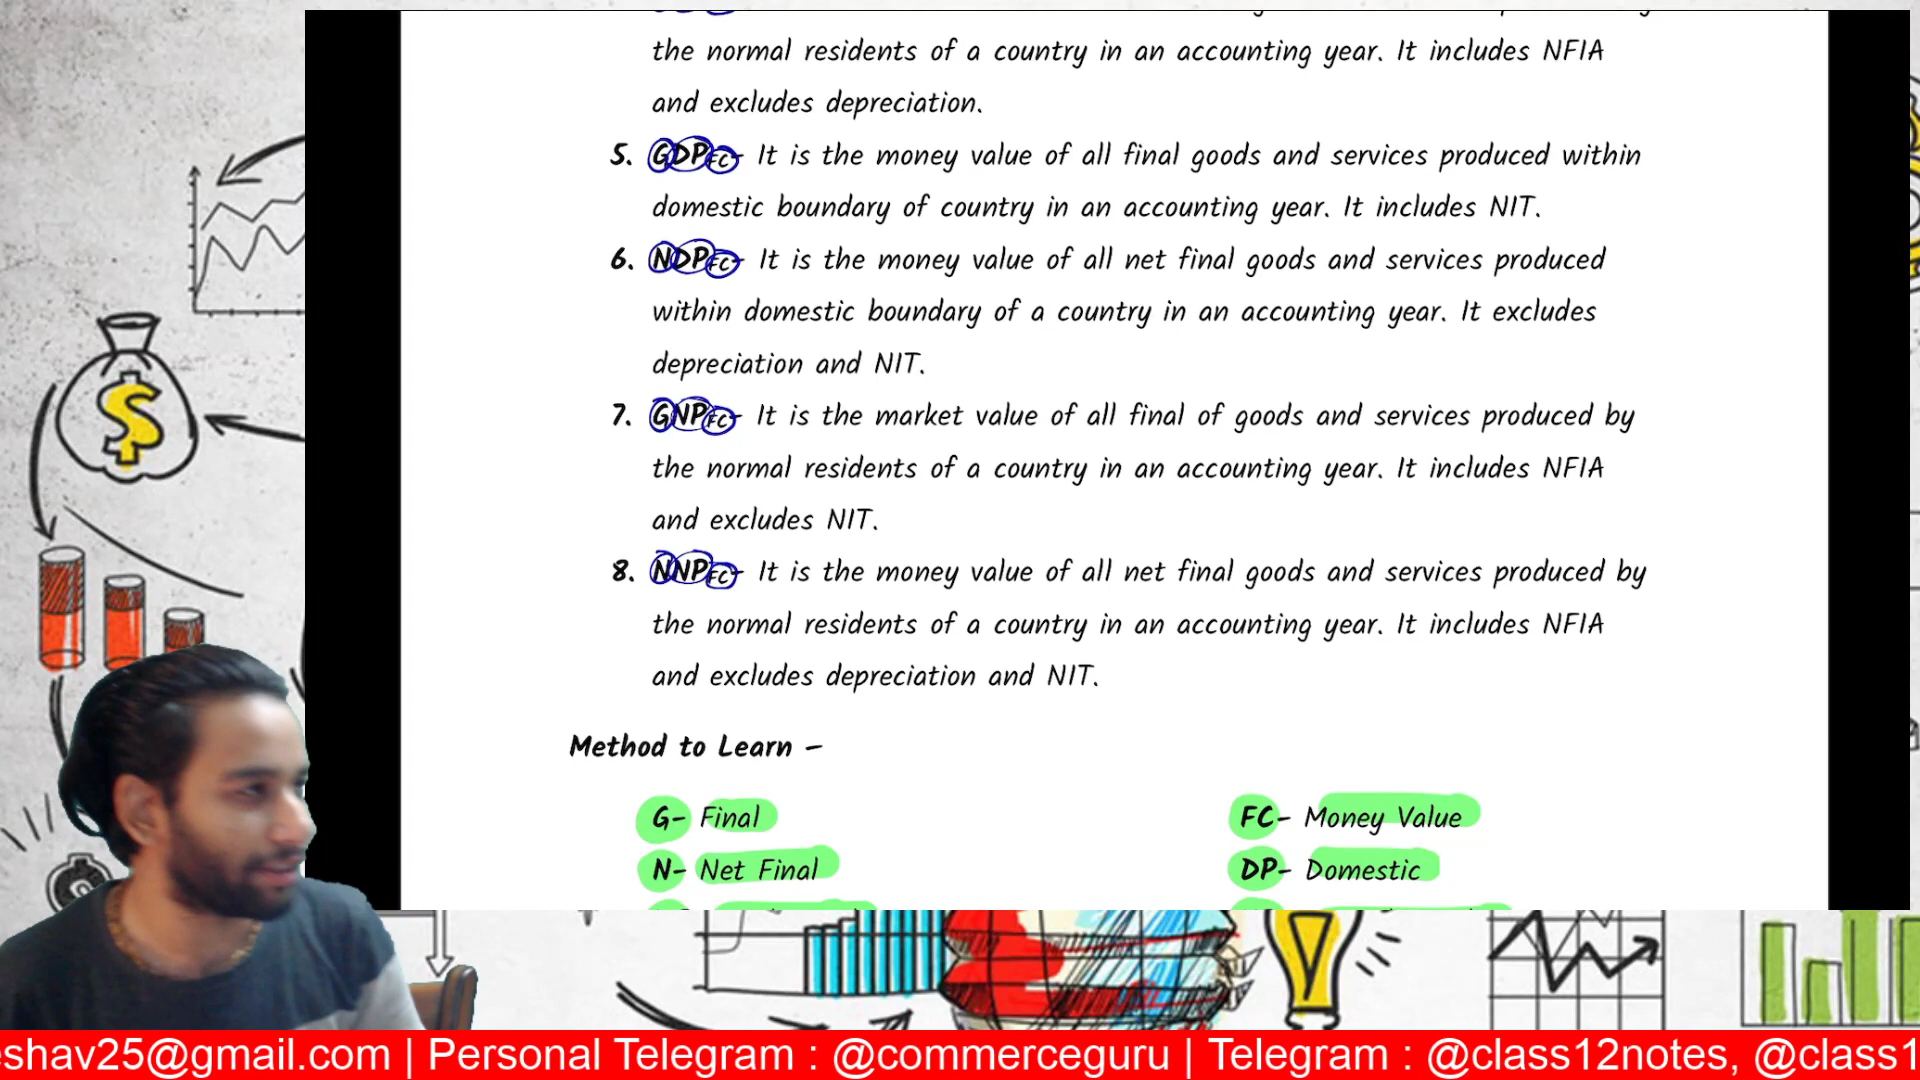 the normal residents of a country in an accounting year. It includes NFIA
and excludes depreciation.
5. GDPFC- It is the money value of all final goods and services produced within
domestic boundary of country in an accounting year. It includes NIT.
6. NDPFC- It is the money value of all net final goods and services produced
within domestic boundary of a country in an accounting year. It excludes
depreciation and NIT.
7. GNPFC- It is the market value of all final of goods and services produced by
the normal residents of a country in an accounting year. It includes NFIA
and excludes NIT.
8. NNPFC- It is the money value of all net final goods and services produced by
the normal residents of a country in an accounting year. It includes NFIA
and excludes depreciation and NIT.
Method to Learn –
G- Final
FC- Money Value
N- Net Final
DP- Domestic
eshav25@gmail.com | Personal Telegram : @commerceguru | Telegram : @class12notes, @class1